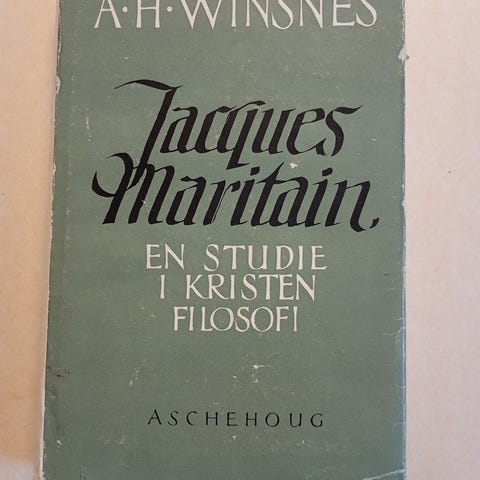 A·H·WINSNES
Jacques
Maritain.
EN STUDIE
I KRISTEN
FILOSOFI
ASCHEHOUG